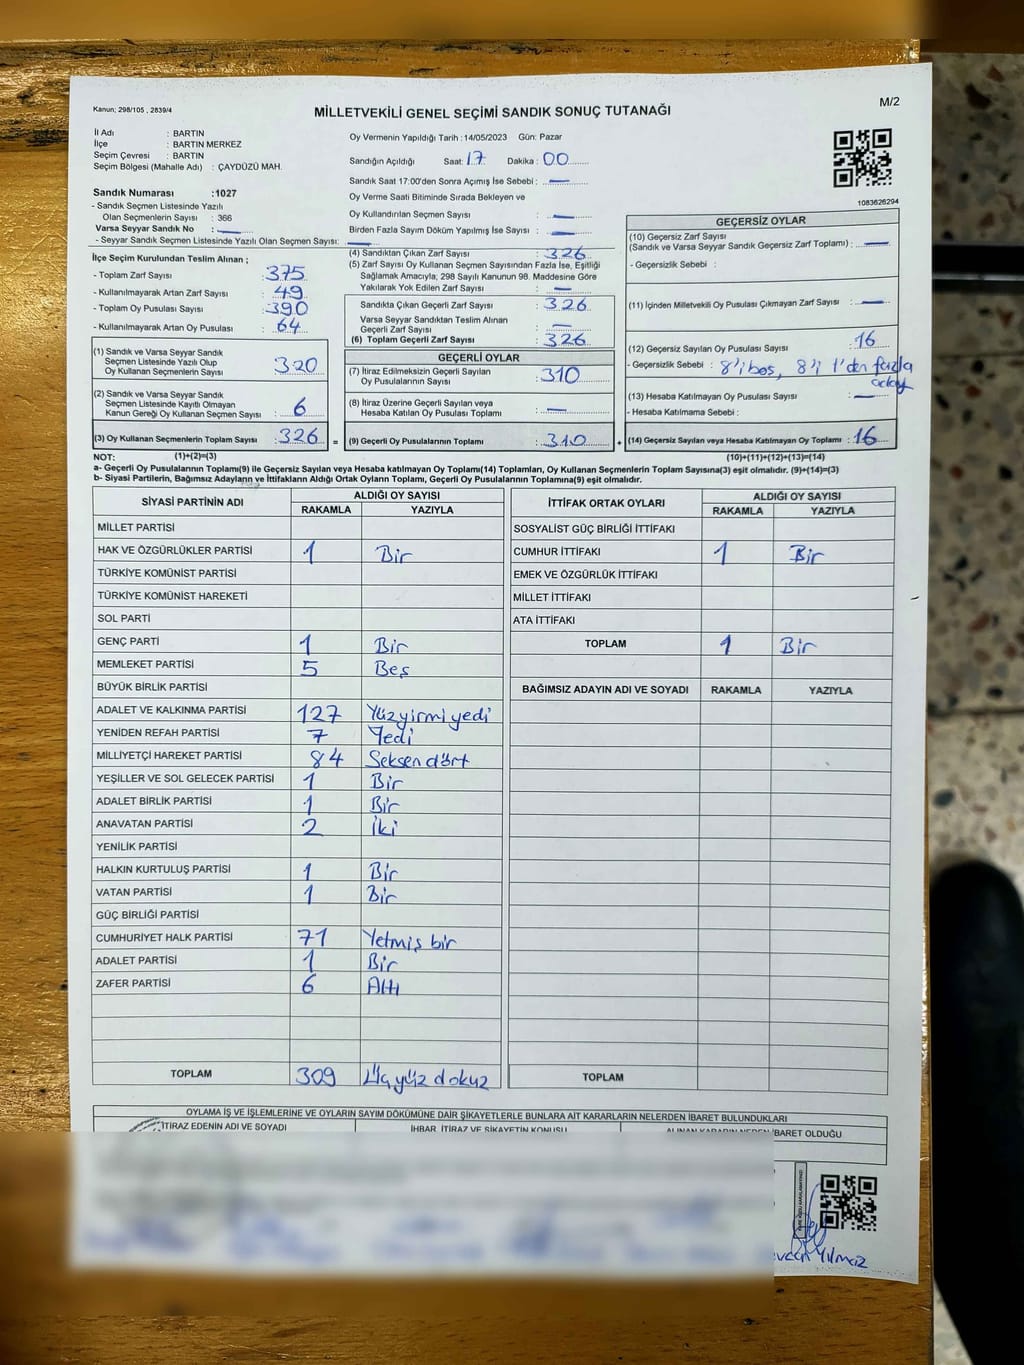 Kanun; 298/105 , 2839/4
M/2
MİLLETVEKİLİ GENEL SEÇİMİ SANDIK SONUÇ TUTANAĞI
İl Adı : BARTIN
İlçe : BARTIN MERKEZ
Seçim Çevresi : BARTIN
Seçim Bölgesi (Mahalle Adı) : ÇAYDÜZÜ MAH.
Oy Vermenin Yapıldığı Tarih : 14/05/2023 Gün: Pazar
Sandığın Açıldığı Saat: 17 Dakika : 00
Sandık Saat 17:00'den Sonra Açımış İse Sebebi : —
Oy Verme Saati Bitiminde Sırada Bekleyen ve
Oy Kullandırılan Seçmen Sayısı : —
Birden Fazla Sayım Döküm Yapılmış İse Sayısı : —
Sandık Numarası :1027
- Sandık Seçmen Listesinde Yazılı
Olan Seçmenlerin Sayısı : 366
Varsa Seyyar Sandık No : —
- Seyyar Sandık Seçmen Listesinde Yazılı Olan Seçmen Sayısı: —
1083626294
İlçe Seçim Kurulundan Teslim Alınan ;
- Toplam Zarf Sayısı : 375
- Kullanılmayarak Artan Zarf Sayısı : 49
- Toplam Oy Pusulası Sayısı : 390
- Kullanılmayarak Artan Oy Pusulası : 64
(1) Sandık ve Varsa Seyyar Sandık
Seçmen Listesinde Yazılı Olup
Oy Kullanan Seçmenlerin Sayısı : 320
(2) Sandık ve Varsa Seyyar Sandık
Seçmen Listesinde Kayıtlı Olmayan
Kanun Gereği Oy Kullanan Seçmen Sayısı : 6
(3) Oy Kullanan Seçmenlerin Toplam Sayısı : 326 =
(4) Sandıktan Çıkan Zarf Sayısı : 326
(5) Zarf Sayısı Oy Kullanan Seçmen Sayısından Fazla İse, Eşitliği
Sağlamak Amacıyla, 298 Sayılı Kanunun 98. Maddesine Göre
Yakılarak Yok Edilen Zarf Sayısı : —
Sandıkta Çıkan Geçerli Zarf Sayısı : 326
Varsa Seyyar Sandıktan Teslim Alınan
Geçerli Zarf Sayısı : —
(6) Toplam Geçerli Zarf Sayısı : 326
GEÇERLİ OYLAR
(7) İtiraz Edilmeksizin Geçerli Sayılan
Oy Pusulalarının Sayısı : 310
(8) İtiraz Üzerine Geçerli Sayılan veya
Hesaba Katılan Oy Pusulası Toplamı : —
(9) Geçerli Oy Pusulalarının Toplamı : 310 +
GEÇERSİZ OYLAR
(10) Geçersiz Zarf Sayısı
(Sandık ve Varsa Seyyar Sandık Geçersiz Zarf Toplamı) : —
- Geçersizlik Sebebi :
(11) İçinden Milletvekili Oy Pusulası Çıkmayan Zarf Sayısı : —
(12) Geçersiz Sayılan Oy Pusulası Sayısı : 16
- Geçersizlik Sebebi : 8'i boş, 8'i 1'den fazla
aday
(13) Hesaba Katılmayan Oy Pusulası Sayısı : —
- Hesaba Katılmama Sebebi :
(14) Geçersiz Sayılan veya Hesaba Katılmayan Oy Toplamı : 16
NOT: (1)+(2)=(3) (10)+(11)+(12)+(13)=(14)
a- Geçerli Oy Pusulalarının Toplamı(9) ile Geçersiz Sayılan veya Hesaba katılmayan Oy Toplamı(14) Toplamları, Oy Kullanan Seçmenlerin Toplam Sayısına(3) eşit olmalıdır. (9)+(14)=(3)
b- Siyasi Partilerin, Bağımsız Adayların ve İttifakların Aldığı Ortak Oyların Toplamı, Geçerli Oy Pusulalarının Toplamına(9) eşit olmalıdır.
SİYASİ PARTİNİN ADI ALDIĞI OY SAYISI
RAKAMLA YAZIYLA
MİLLET PARTİSİ
HAK VE ÖZGÜRLÜKLER PARTİSİ 1 Bir
TÜRKİYE KOMÜNİST PARTİSİ
TÜRKİYE KOMÜNİST HAREKETİ
SOL PARTİ
GENÇ PARTİ 1 Bir
MEMLEKET PARTİSİ 5 Beş
BÜYÜK BİRLİK PARTİSİ
ADALET VE KALKINMA PARTİSİ 127 Yüzyirmi yedi
YENİDEN REFAH PARTİSİ 7 Yedi
MİLLİYETÇİ HAREKET PARTİSİ 84 Seksen dört
YEŞİLLER VE SOL GELECEK PARTİSİ 1 Bir
ADALET BİRLİK PARTİSİ 1 Bir
ANAVATAN PARTİSİ 2 İki
YENİLİK PARTİSİ
HALKIN KURTULUŞ PARTİSİ 1 Bir
VATAN PARTİSİ 1 Bir
GÜÇ BİRLİĞİ PARTİSİ
CUMHURİYET HALK PARTİSİ 71 Yetmiş bir
ADALET PARTİSİ 1 Bir
ZAFER PARTİSİ 6 Altı
TOPLAM 309 Üçyüz dokuz
İTTİFAK ORTAK OYLARI ALDIĞI OY SAYISI
RAKAMLA YAZIYLA
SOSYALİST GÜÇ BİRLİĞİ İTTİFAKI
CUMHUR İTTİFAKI 1 Bir
EMEK VE ÖZGÜRLÜK İTTİFAKI
MİLLET İTTİFAKI
ATA İTTİFAKI
TOPLAM 1 Bir
BAĞIMSIZ ADAYIN ADI VE SOYADI RAKAMLA YAZIYLA
TOPLAM
OYLAMA İŞ VE İŞLEMLERİNE VE OYLARIN SAYIM DÖKÜMÜNE DAİR ŞİKAYETLERLE BUNLARA AİT KARARLARIN NELERDEN İBARET BULUNDUKLARI
İTİRAZ EDENİN ADI VE SOYADI İHBAR, İTİRAZ VE ŞİKAYETİN KONUSU ALINAN KARARIN NEDEN İBARET OLDUĞU
Yılmaz